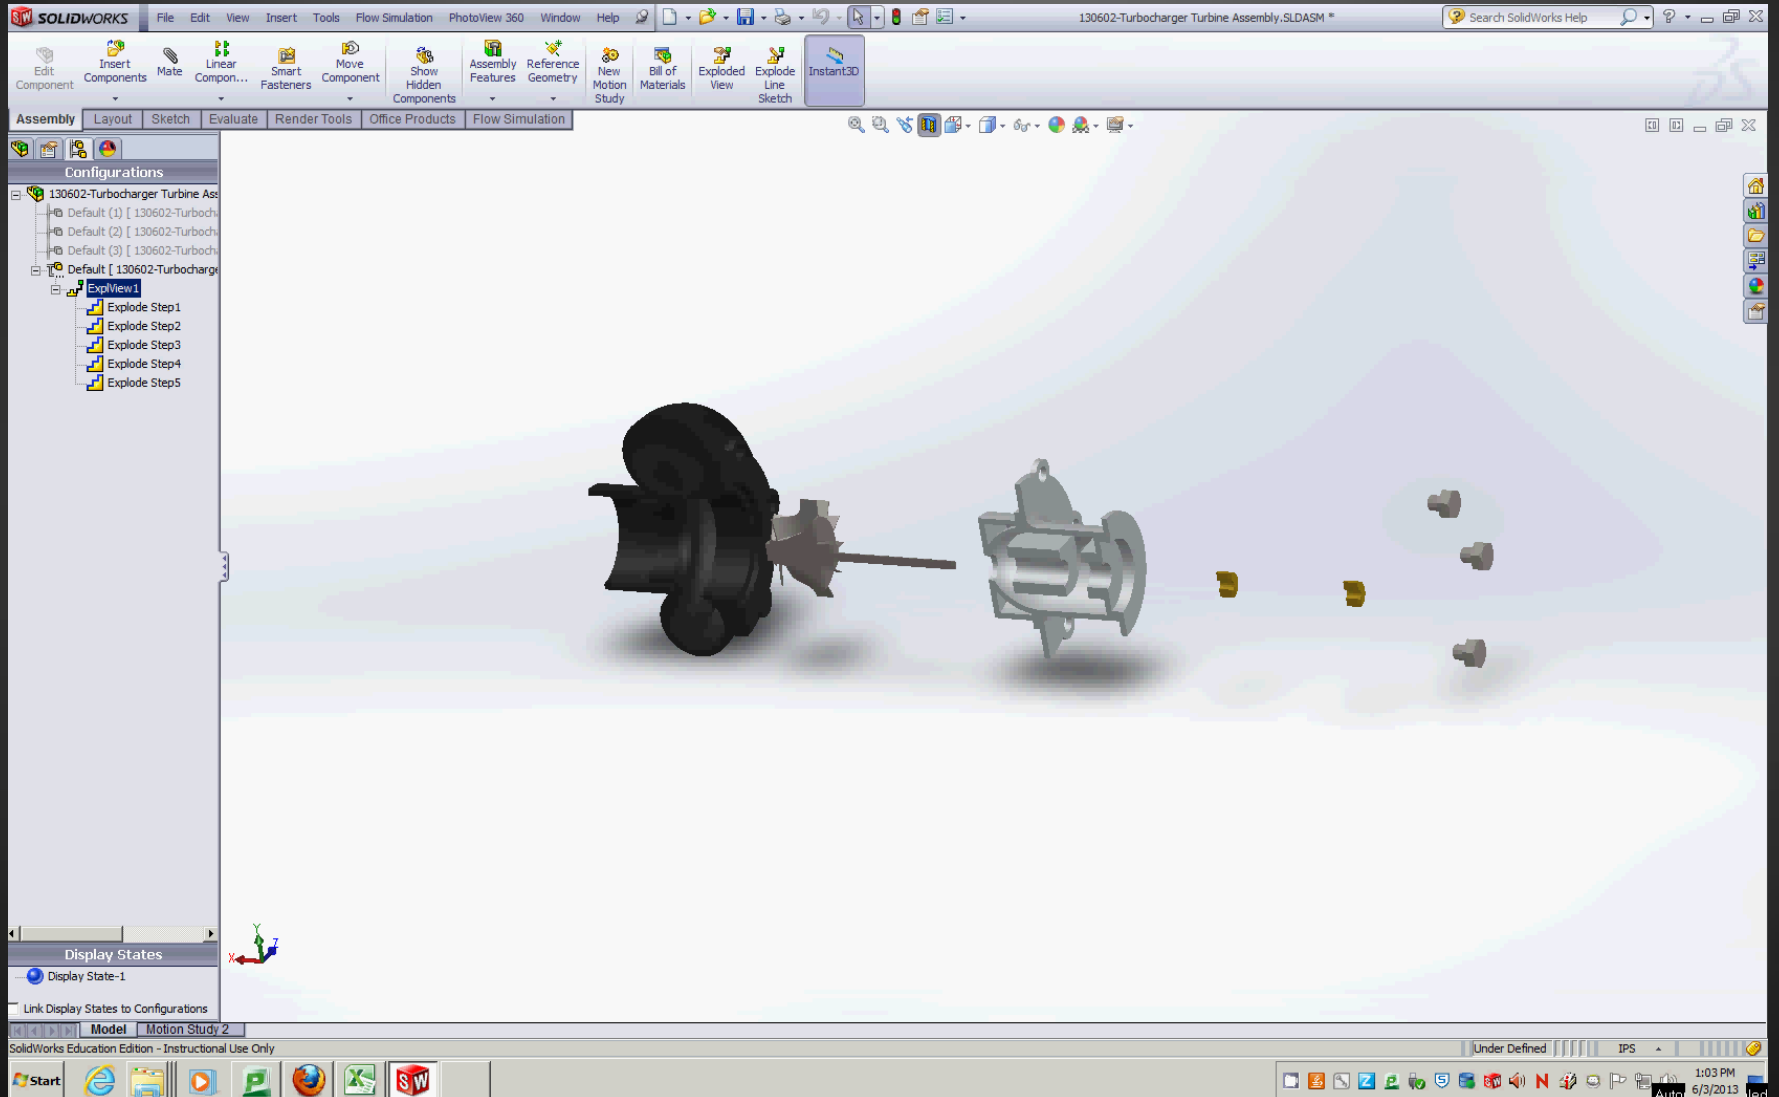 SOLIDWORKS File Edit View Insert Tools Flow Simulation PhotoView 360 Window Help 130602-Turbocharger Turbine Assembly.SLDASM * Search SolidWorks Help
Edit Component
Insert Components
Mate
Linear Compon...
Smart Fasteners
Move Component
Show Hidden Components
Assembly Features
Reference Geometry
New Motion Study
Bill of Materials
Exploded View
Explode Line Sketch
Instant3D
Assembly Layout Sketch Evaluate Render Tools Office Products Flow Simulation
Configurations
130602-Turbocharger Turbine Ass
Default (1) [ 130602-Turboch
Default (2) [ 130602-Turboch
Default (3) [ 130602-Turboch
Default [ 130602-Turbocharge
ExplView1
Explode Step1
Explode Step2
Explode Step3
Explode Step4
Explode Step5
Y
Z
X
Display States
Display State-1
Link Display States to Configurations
Model Motion Study 2
SolidWorks Education Edition - Instructional Use Only Under Defined IPS
Start 1:03 PM
6/3/2013